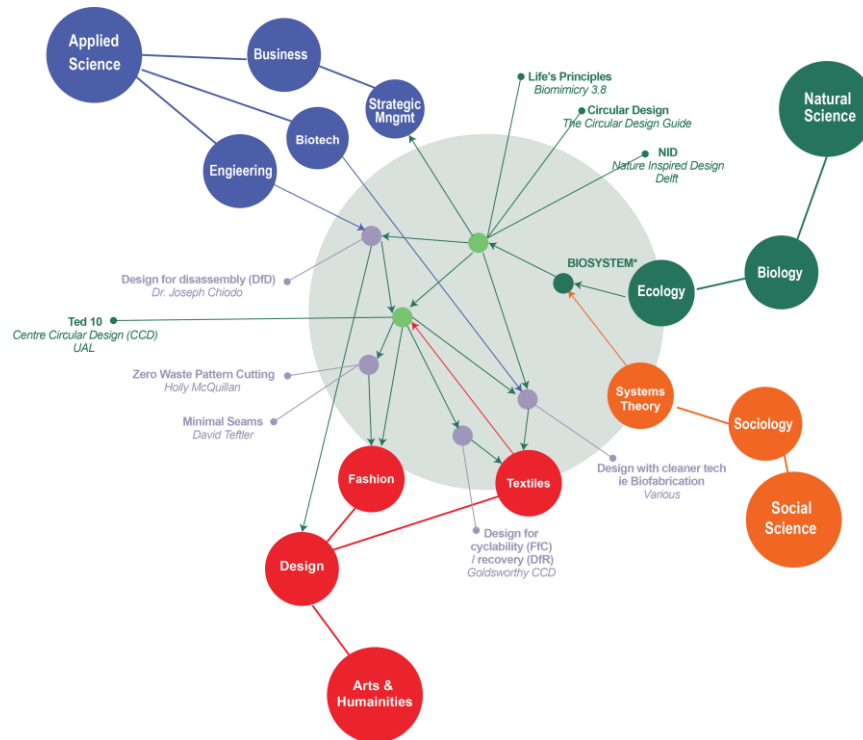 Applied
Science
Business
Strategic
Mngmt
Biotech
Engiering
Life's Principles
Biomimicry 3.8
Circular Design
The Circular Design Guide
NID
Nature Inspired Design
Delft
Natural
Science
Biology
Ecology
BIOSYSTEM*
Design for disassembly (DfD)
Dr. Joseph Chiodo
Ted 10
Centre Circular Design (CCD)
UAL
Zero Waste Pattern Cutting
Holly McQuillan
Minimal Seams
David Teftler
Systems
Theory
Sociology
Social
Science
Design with cleaner tech
ie Biofabrication
Various
Fashion
Textiles
Design for
cyclability (FfC)
/ recovery (DfR)
Goldsworthy CCD
Design
Arts &
Humainities